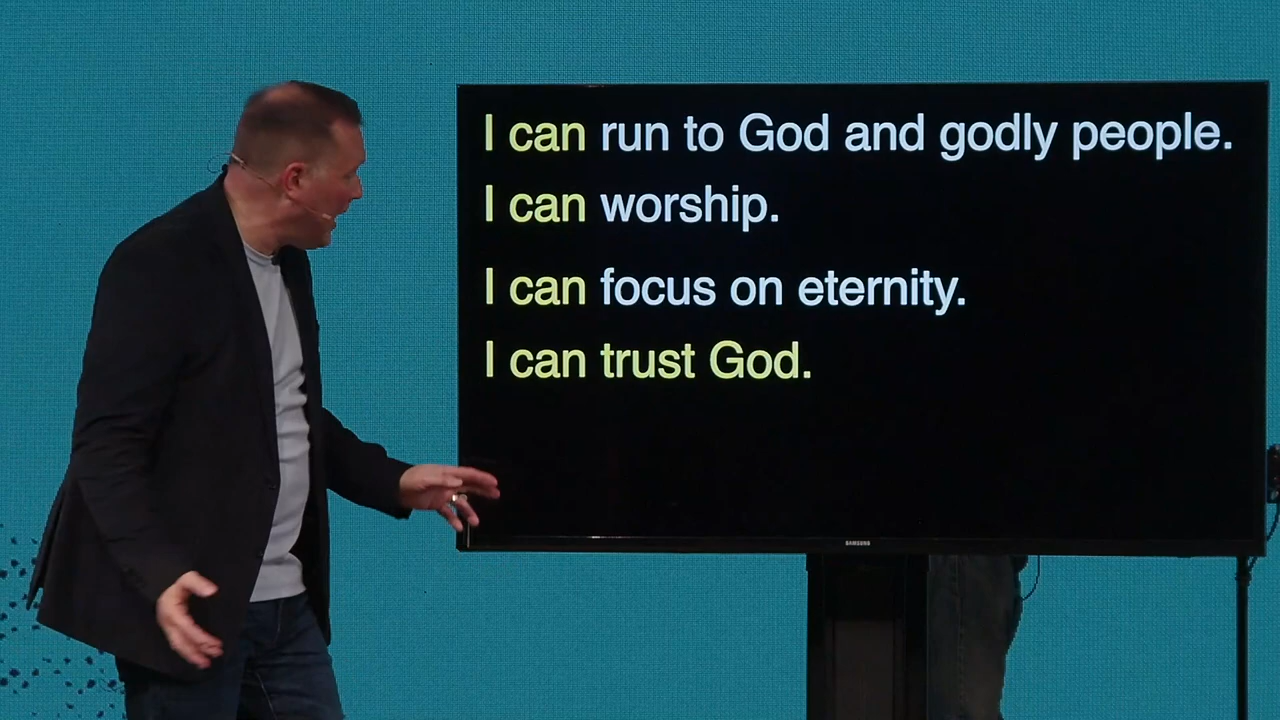 I can run to God and godly people.
I can worship.
I can focus on eternity.
I can trust God.
SAMSUNG